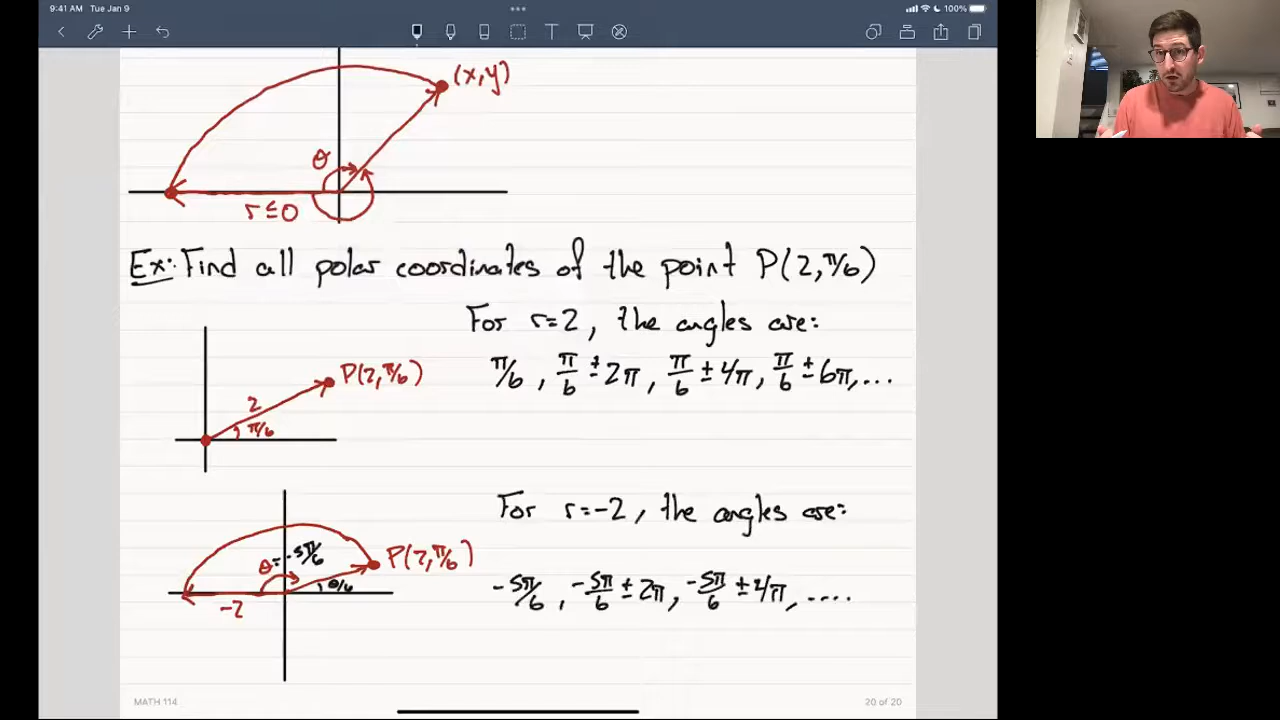 9:41 AM Tue Jan 9
100%
(x,y)
θ
r≤0
Ex: Find all polar coordinates of the point P(2,π/6)
For r=2, the angles are:
π/6, π/6 ± 2π, π/6 ± 4π, π/6 ± 6π,...
P(2,π/6)
2
π/6
For r=-2, the angles are:
θ=-5π/6
P(2,π/6)
θ/6
-2
-5π/6, -5π/6 ± 2π, -5π/6 ± 4π, ....
MATH 114
20 of 20